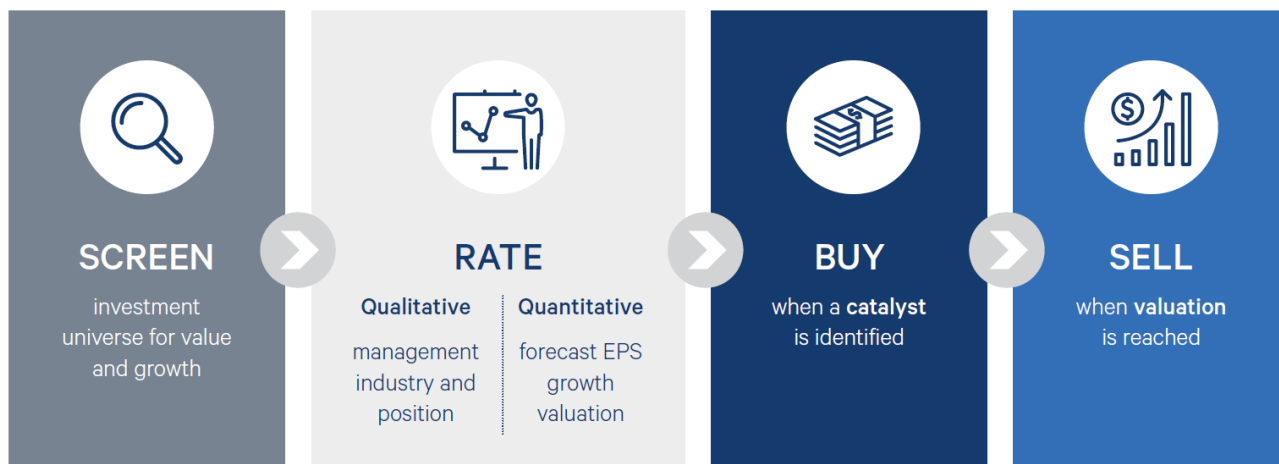 SCREEN
investment
universe for value
and growth
RATE
Qualitative
management
industry and
position
Quantitative
forecast EPS
growth
valuation
BUY
when a catalyst
is identified
SELL
when valuation
is reached